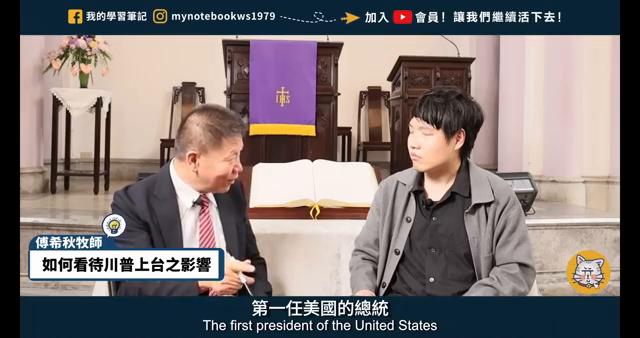 我的學習筆記 mynotebookws1979 加入 會員！讓我們繼續活下去！
IHS
傅希秋牧師
如何看待川普上台之影響
第一任美國的總統
The first president of the United States